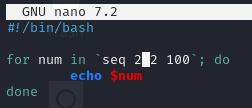 GNU nano 7.2
#!/bin/bash
for num in `seq 2 2 100`; do
echo $num
done